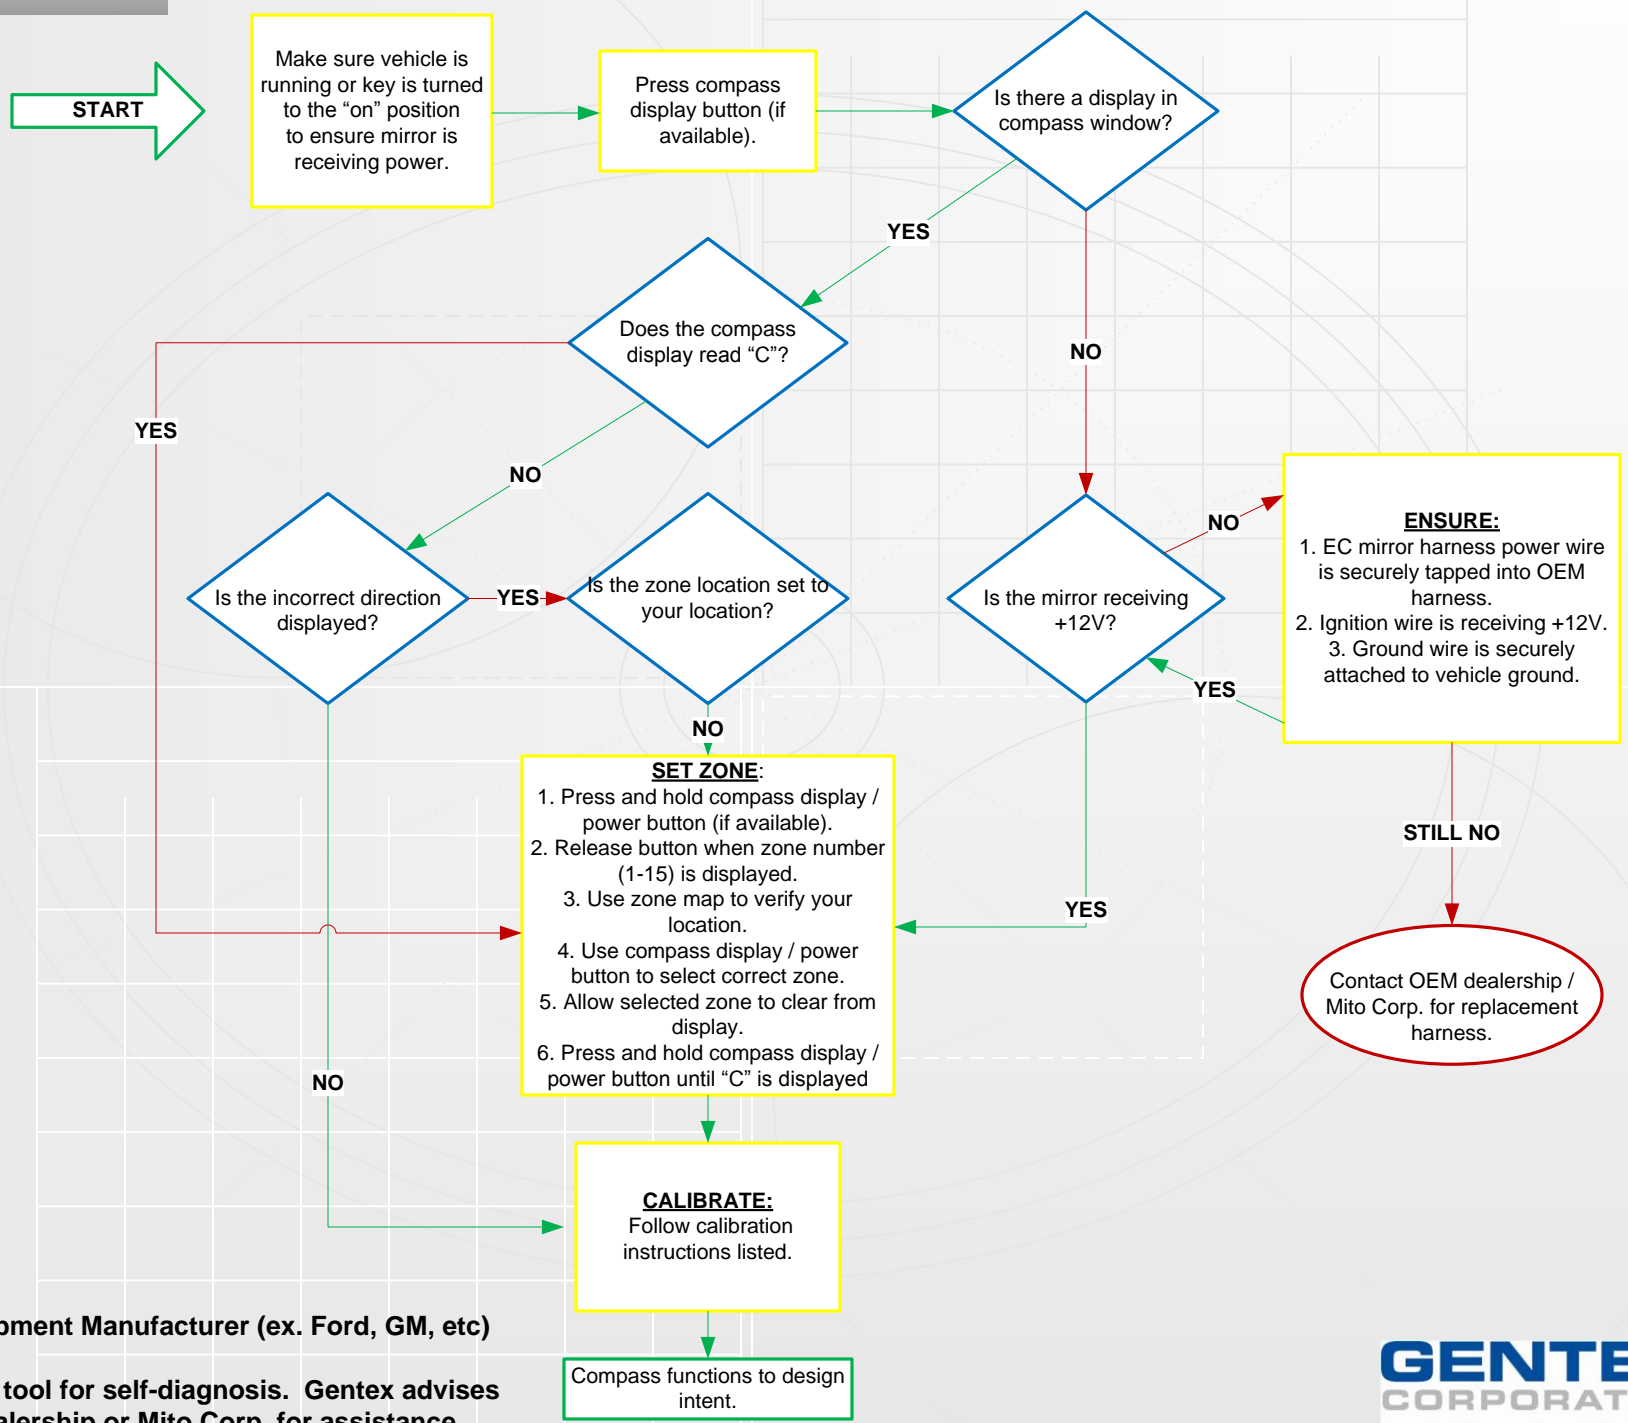 START
Make sure vehicle is
running or key is turned
to the “on” position
to ensure mirror is
receiving power.
Press compass
display button (if
available).
Is there a display in
compass window?
YES
NO
Does the compass
display read “C”?
YES
NO
Is the incorrect direction
displayed?
YES
Is the zone location set to
your location?
NO
Is the mirror receiving
+12V?
NO
YES
ENSURE:
1. EC mirror harness power wire
is securely tapped into OEM
harness.
2. Ignition wire is receiving +12V.
3. Ground wire is securely
attached to vehicle ground.
SET ZONE:
1. Press and hold compass display /
power button (if available).
2. Release button when zone number
(1-15) is displayed.
3. Use zone map to verify your
location.
4. Use compass display / power
button to select correct zone.
5. Allow selected zone to clear from
display.
6. Press and hold compass display /
power button until “C” is displayed
YES
STILL NO
Contact OEM dealership /
Mito Corp. for replacement
harness.
NO
CALIBRATE:
Follow calibration
instructions listed.
Compass functions to design
intent.
pment Manufacturer (ex. Ford, GM, etc)
tool for self-diagnosis.  Gentex advises
alership or Mito Corp. for assistance
GENTE
CORPORAT